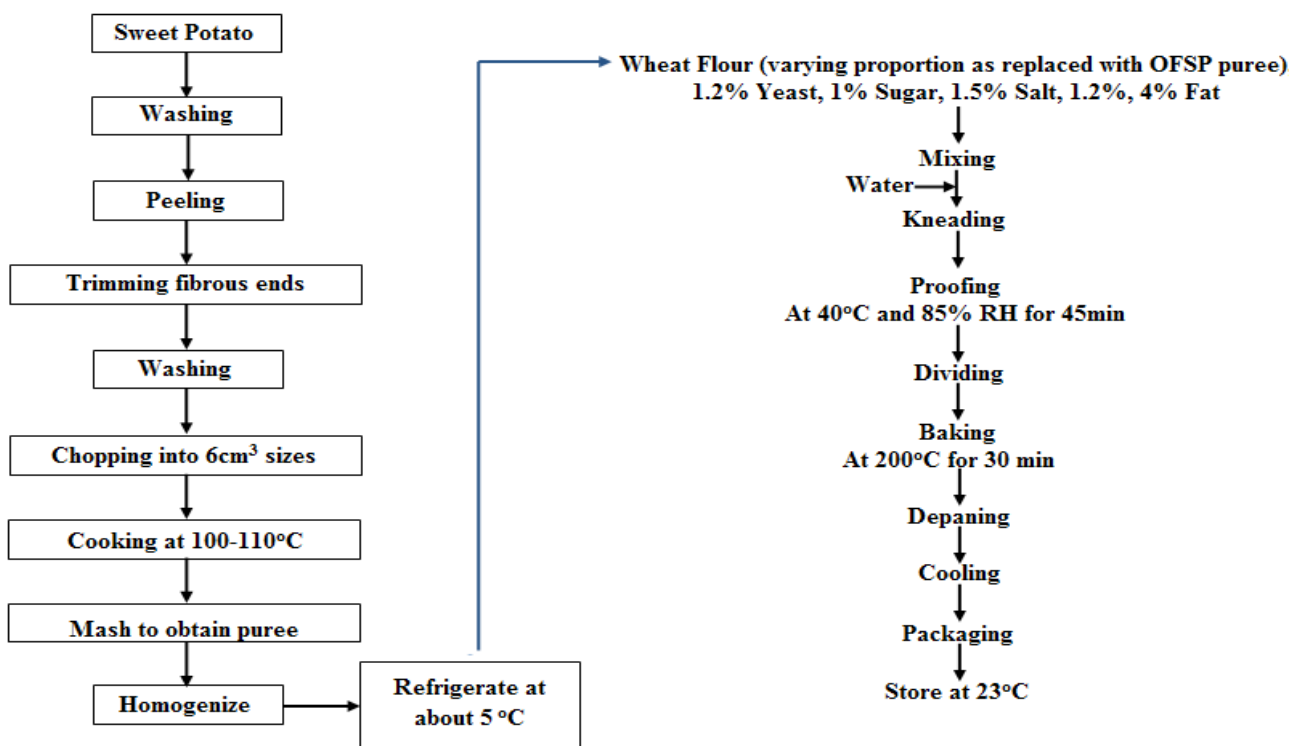 Sweet Potato
Washing
Peeling
Trimming fibrous ends
Washing
Chopping into 6cm³ sizes
Cooking at 100-110°C
Mash to obtain puree
Homogenize
Refrigerate at
about 5 °C
Wheat Flour (varying proportion as replaced with OFSP puree)
1.2% Yeast, 1% Sugar, 1.5% Salt, 1.2%, 4% Fat
Mixing
Water
Kneading
Proofing
At 40°C and 85% RH for 45min
Dividing
Baking
At 200°C for 30 min
Depaning
Cooling
Packaging
Store at 23°C